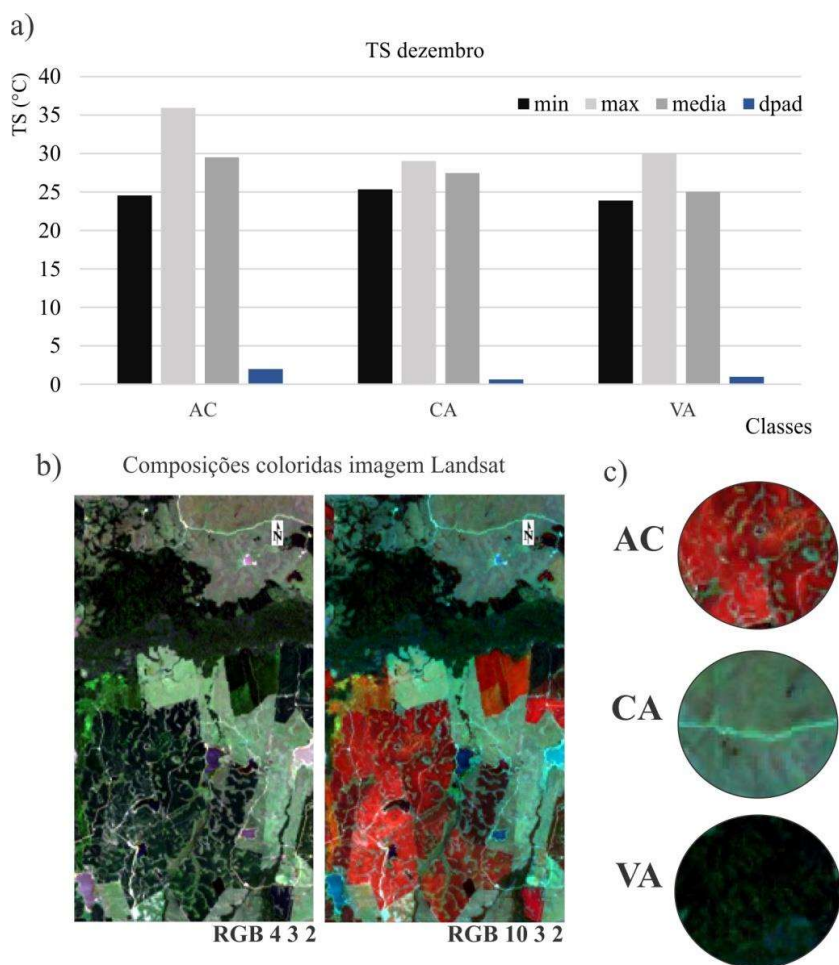 a)
TS dezembro
TS (°C)
40
35
30
25
20
15
10
5
0
min max media dpad
AC CA VA
Classes
b)
Composições coloridas imagem Landsat
N
N
RGB 4 3 2
RGB 10 3 2
c)
AC
CA
VA